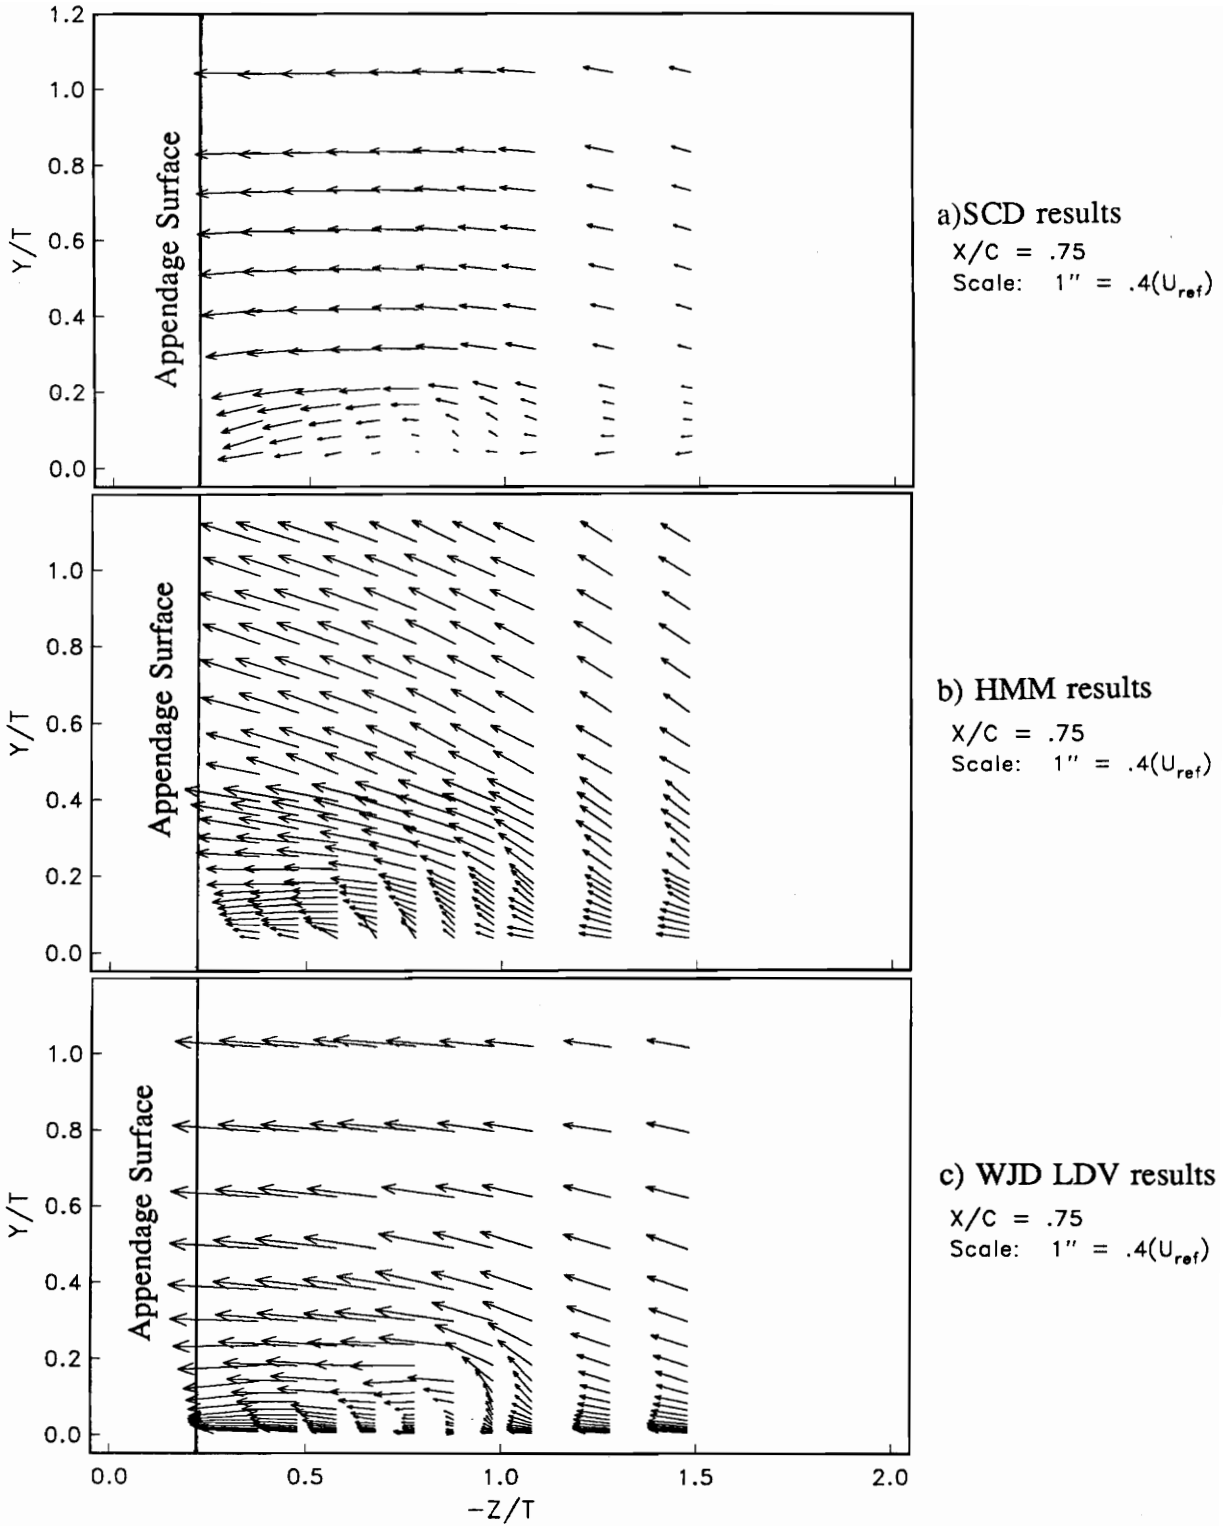 1.2
1.0
0.8
0.6
0.4
0.2
0.0
Y/T
Appendage Surface
a)SCD results
X/C = .75
Scale: 1" = .4(U_ref)
1.0
0.8
0.6
0.4
0.2
0.0
Y/T
Appendage Surface
b) HMM results
X/C = .75
Scale: 1" = .4(U_ref)
1.0
0.8
0.6
0.4
0.2
0.0
Y/T
Appendage Surface
c) WJD LDV results
X/C = .75
Scale: 1" = .4(U_ref)
0.0 0.5 1.0 1.5 2.0
-Z/T